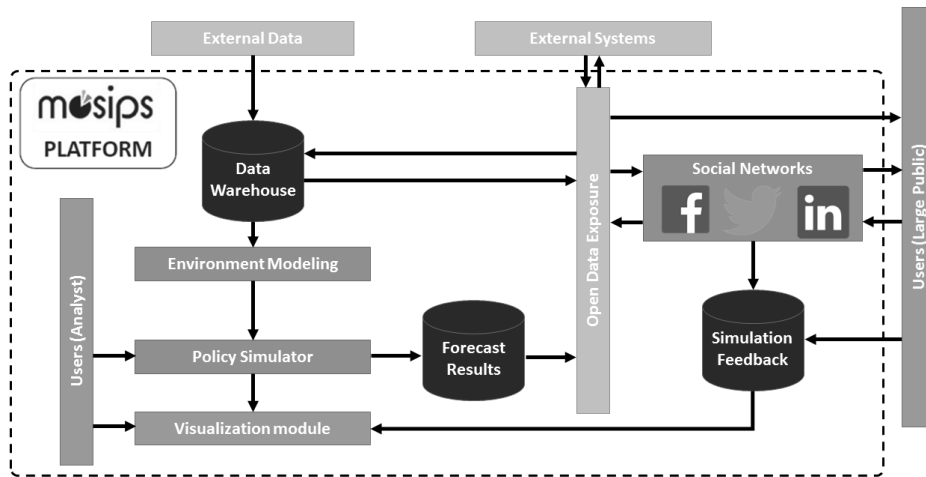 External Data
External Systems
mosips
PLATFORM
Data
Warehouse
Social Networks
f
in
Environment Modeling
Users (Analyst)
Open Data Exposure
Users (Large Public)
Policy Simulator
Forecast
Results
Simulation
Feedback
Visualization module